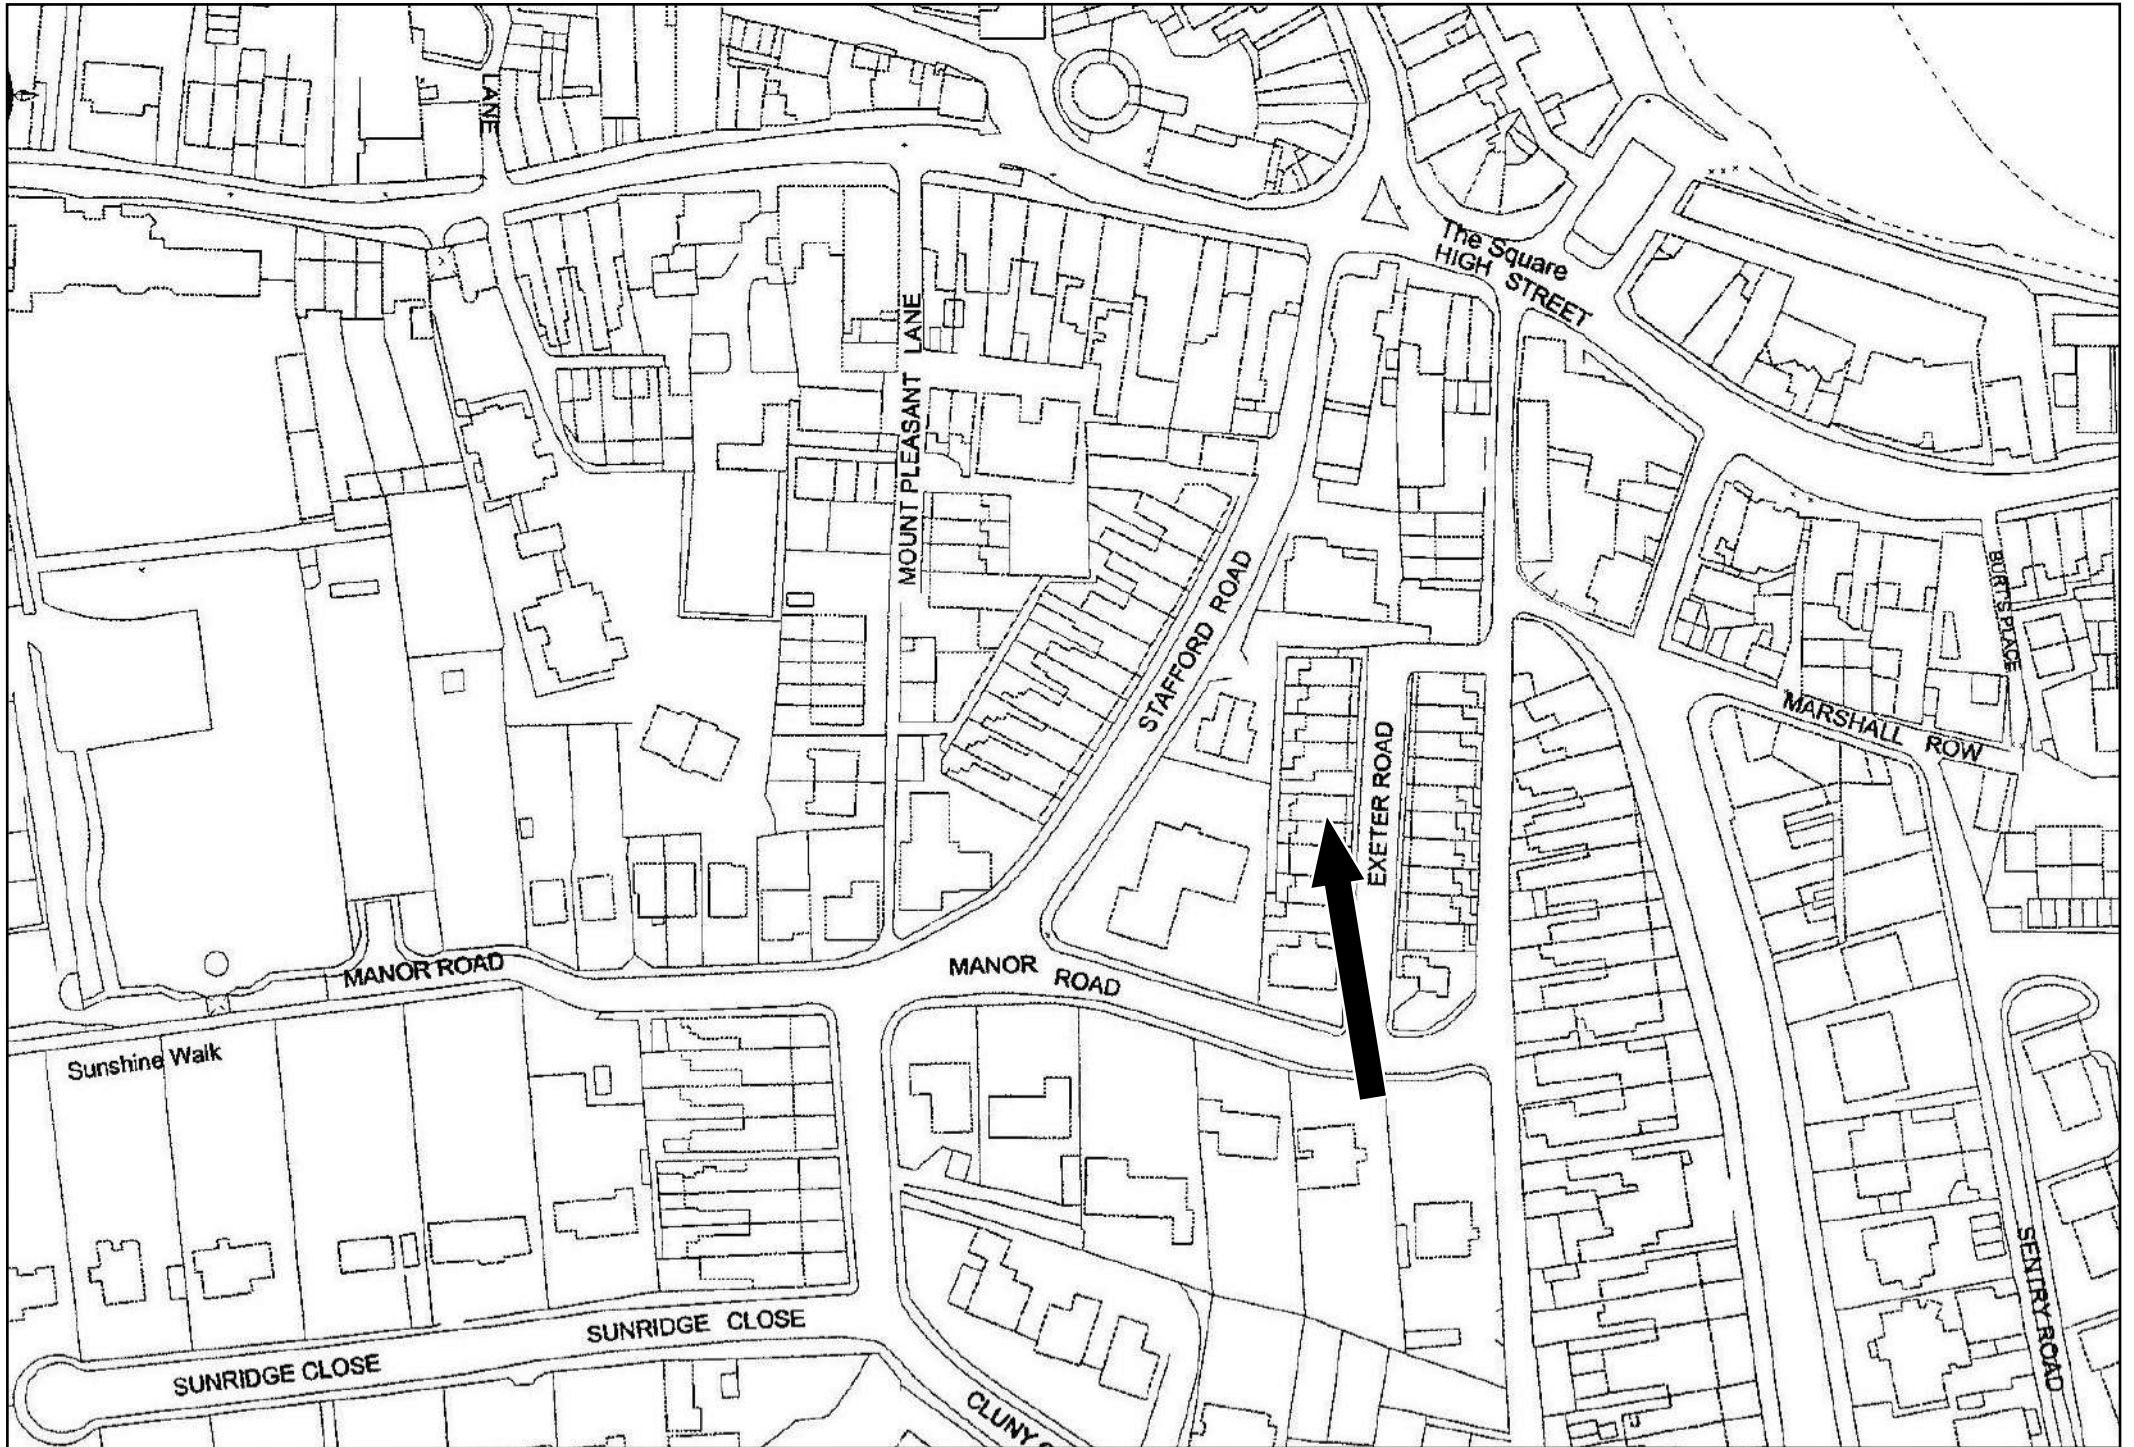 LANE
The Square
HIGH STREET
MOUNT PLEASANT LANE
STAFFORD ROAD
BURT'S PLACE
MARSHALL ROW
EXETER ROAD
MANOR ROAD
MANOR ROAD
Sunshine Walk
SENTRY ROAD
SUNRIDGE CLOSE
SUNRIDGE CLOSE
CLUNY